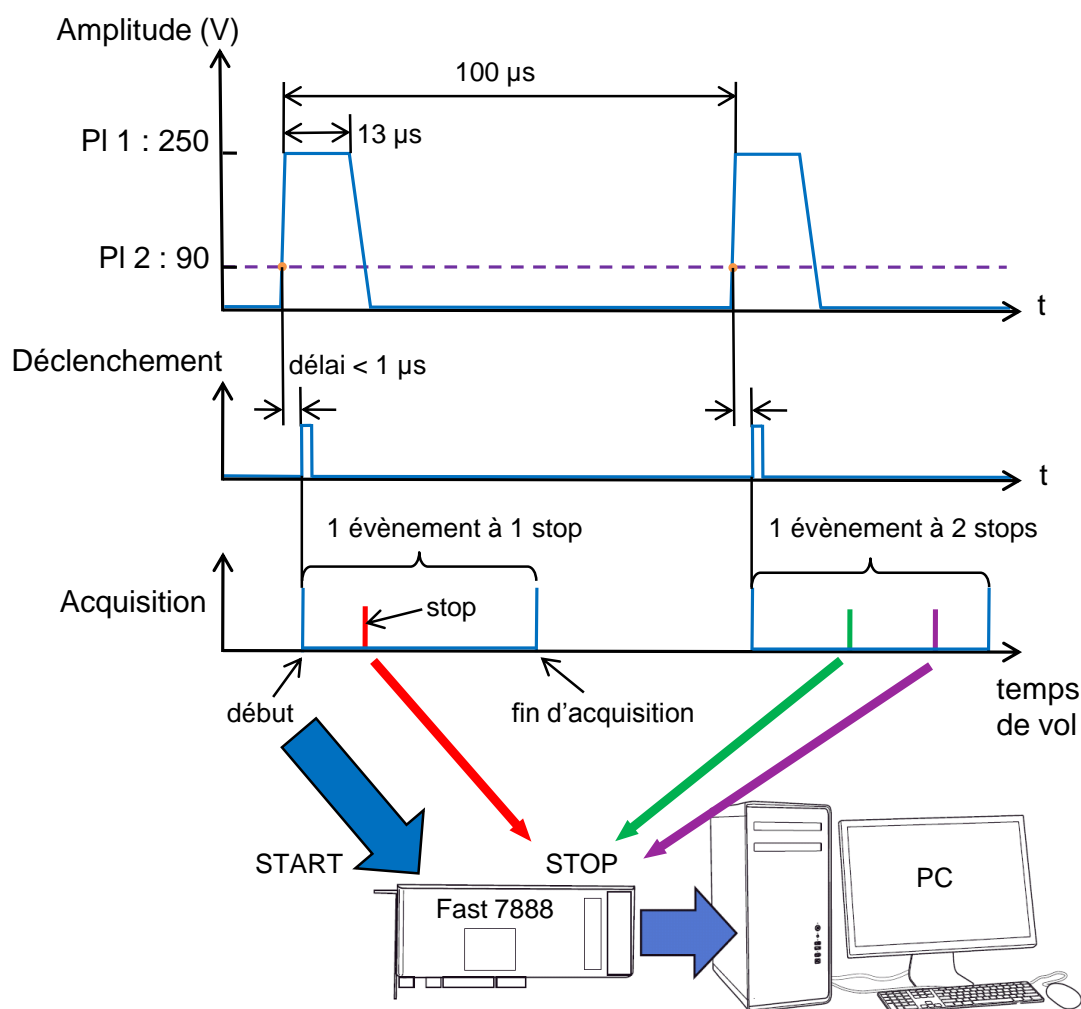 Amplitude (V)
100 µs
Pl 1 : 250
13 µs
Pl 2 : 90
t
Déclenchement
délai < 1 µs
t
1 évènement à 1 stop
1 évènement à 2 stops
Acquisition
stop
début
fin d'acquisition
temps
de vol
START
STOP
Fast 7888
PC